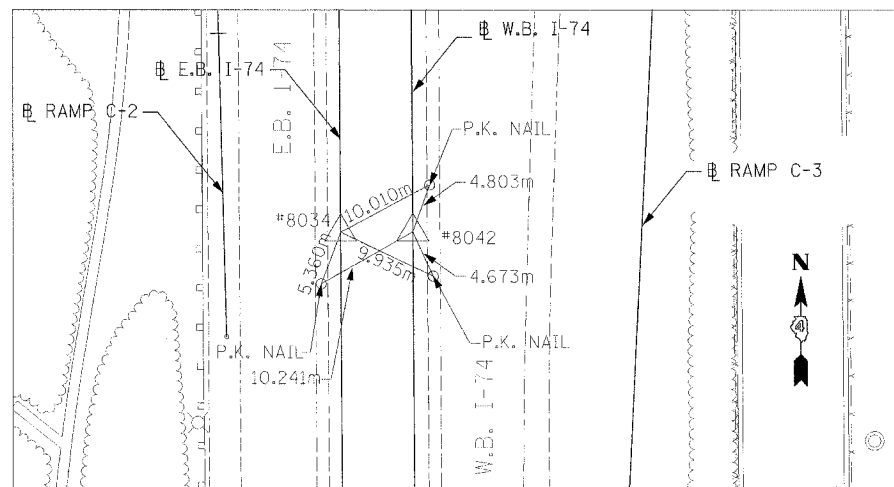 ℄ W.B. I-74
℄ E.B. I-74
℄ RAMP C-2
E.B. I-74
P.K. NAIL
4.803m
℄ RAMP C-3
10.010m
#8034
#8042
N
5.360m
9.935m
4.673m
4
P.K. NAIL
P.K. NAIL
10.241m
W.B. I-74